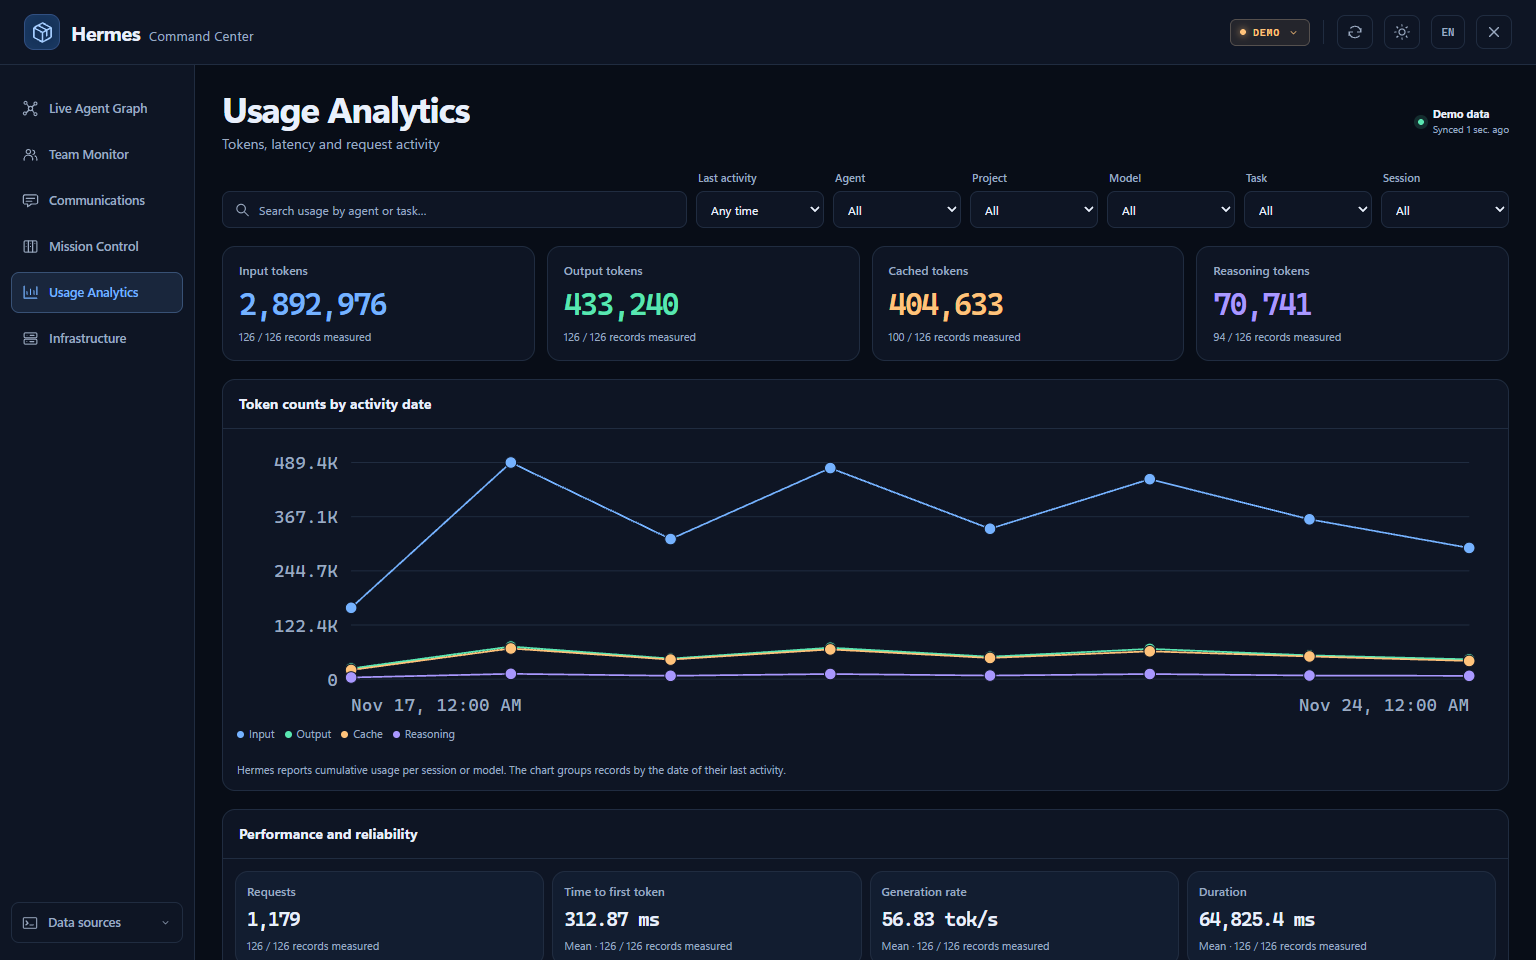 Hermes Command Center
DEMO
EN
Live Agent Graph
Team Monitor
Communications
Mission Control
Usage Analytics
Infrastructure
Data sources
Usage Analytics
Tokens, latency and request activity
Demo data
Synced 1 sec. ago
Search usage by agent or task...
Last activity
Any time
Agent
All
Project
All
Model
All
Task
All
Session
All
Input tokens
2,892,976
126 / 126 records measured
Output tokens
433,240
126 / 126 records measured
Cached tokens
404,633
100 / 126 records measured
Reasoning tokens
70,741
94 / 126 records measured
Token counts by activity date
489.4K
367.1K
244.7K
122.4K
0
Nov 17, 12:00 AM
Nov 24, 12:00 AM
Input Output Cache Reasoning
Hermes reports cumulative usage per session or model. The chart groups records by the date of their last activity.
Performance and reliability
Requests
1,179
126 / 126 records measured
Time to first token
312.87 ms
Mean · 126 / 126 records measured
Generation rate
56.83 tok/s
Mean · 126 / 126 records measured
Duration
64,825.4 ms
Mean · 126 / 126 records measured